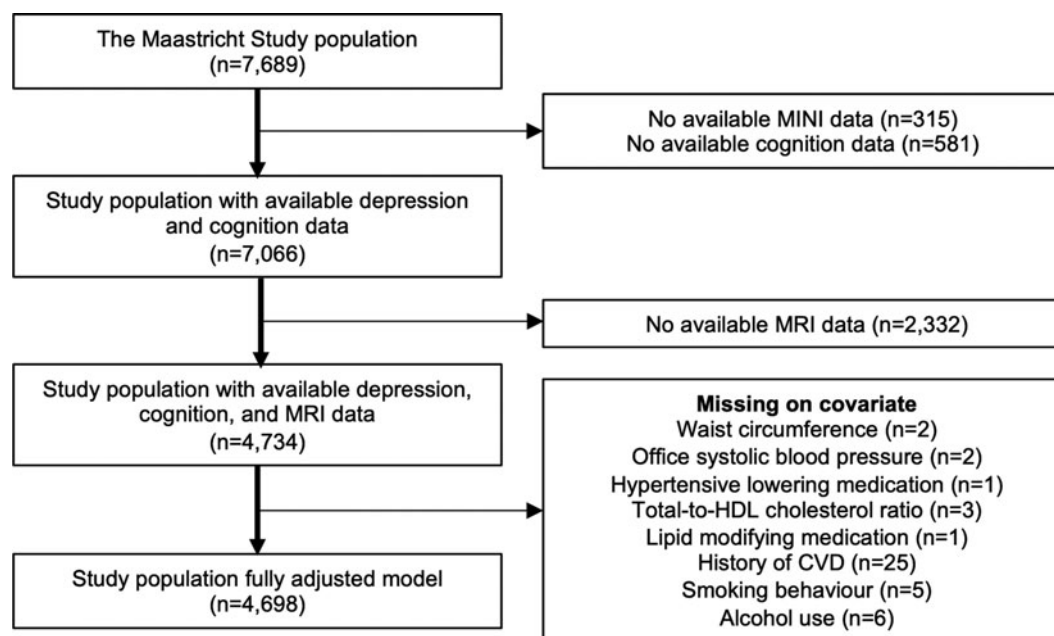 The Maastricht Study population
(n=7,689)
No available MINI data (n=315)
No available cognition data (n=581)
Study population with available depression
and cognition data
(n=7,066)
No available MRI data (n=2,332)
Study population with available depression,
cognition, and MRI data
(n=4,734)
Missing on covariate
Waist circumference (n=2)
Office systolic blood pressure (n=2)
Hypertensive lowering medication (n=1)
Total-to-HDL cholesterol ratio (n=3)
Lipid modifying medication (n=1)
History of CVD (n=25)
Smoking behaviour (n=5)
Alcohol use (n=6)
Study population fully adjusted model
(n=4,698)